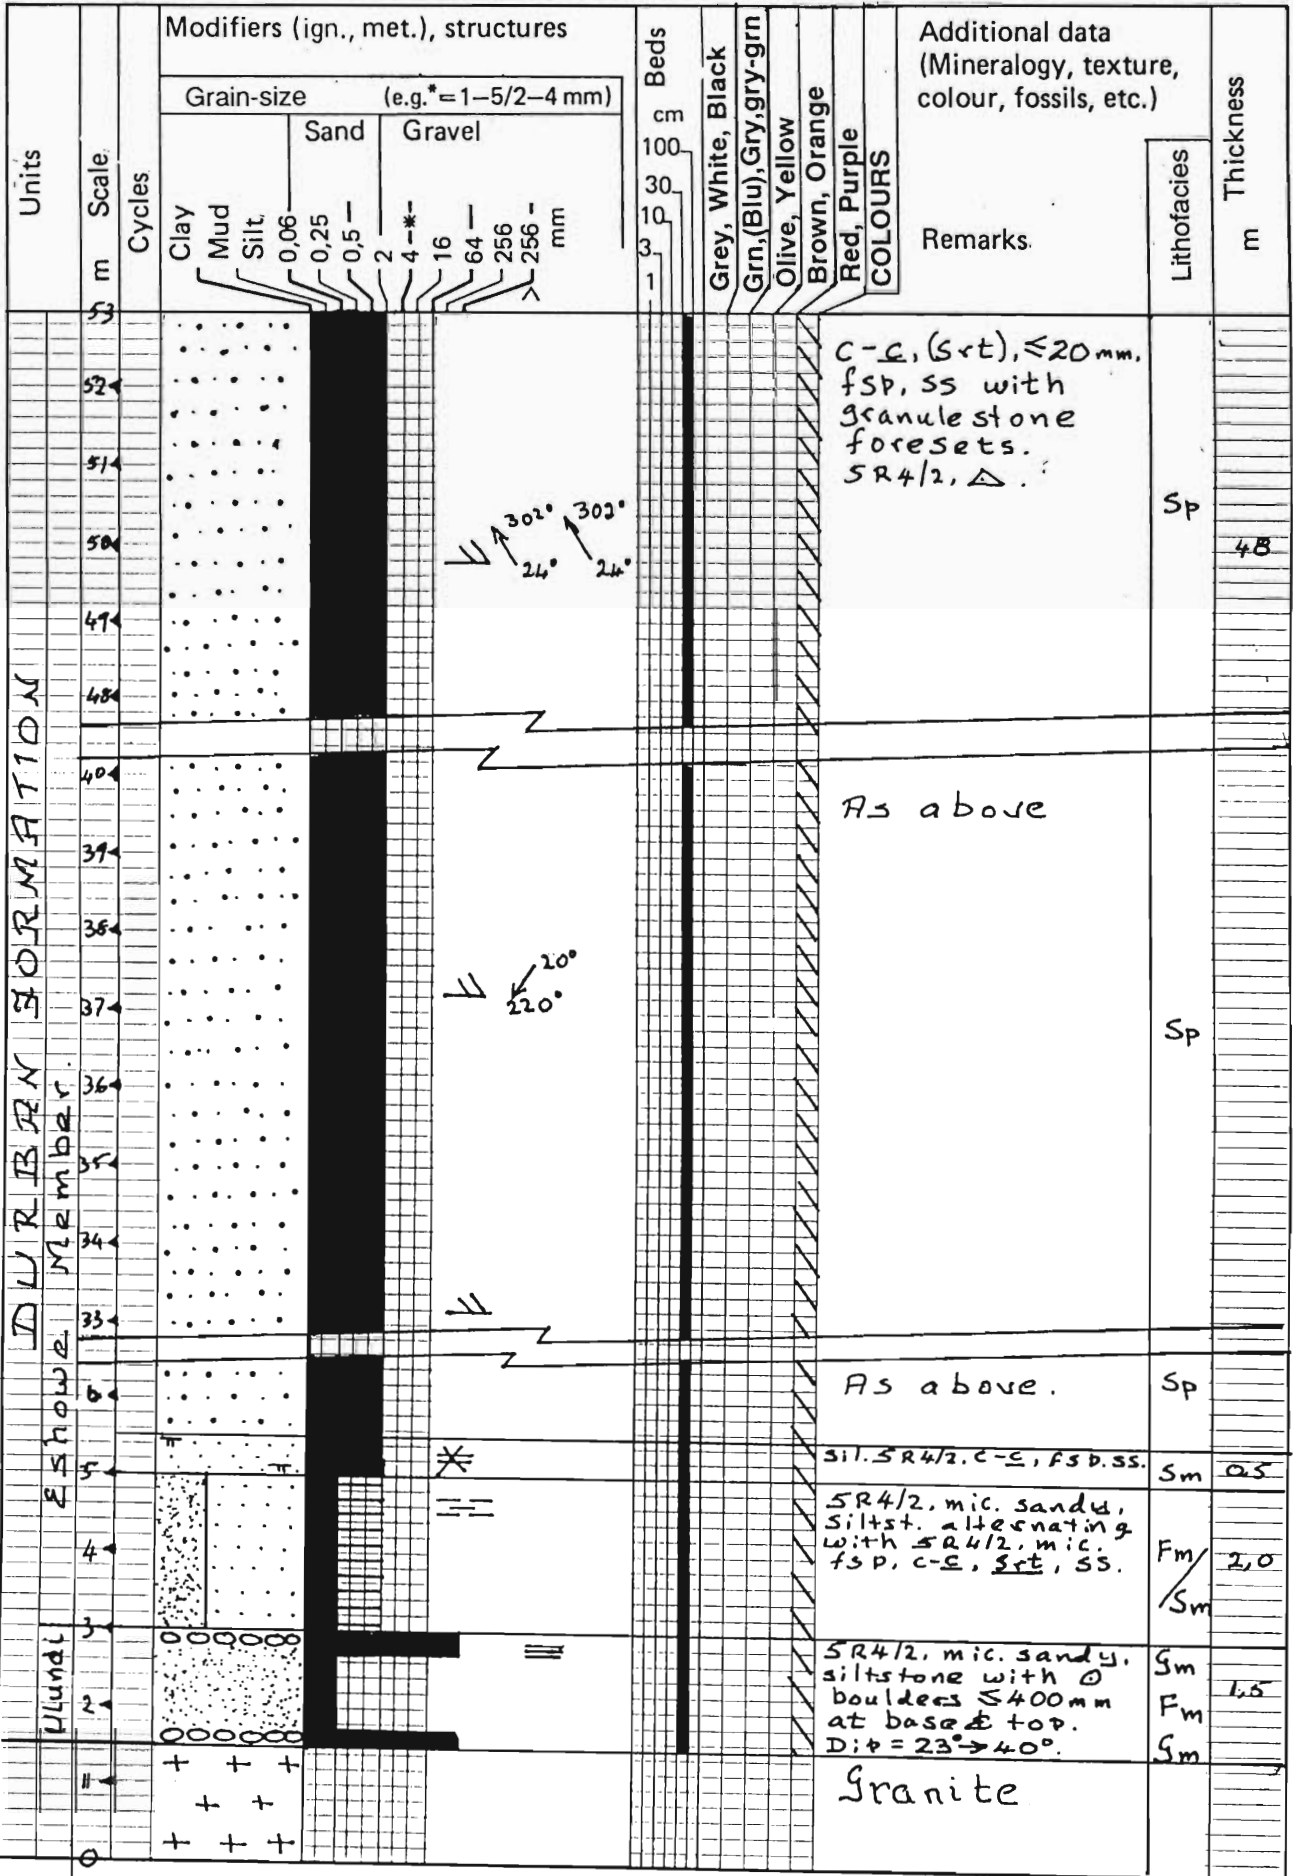 Units
m Scale
Cycles
Modifiers (ign., met.), structures
Grain-size (e.g.*=1–5/2–4 mm)
Sand Gravel
Clay
Mud
Silt.
0,06
0,25
0,5
2
4 –*–
16
64
256
>256
mm
Beds
cm
100
30
10
3
1
Grey, White, Black
Grn,(Blu),Gry,gry-grn
Olive, Yellow
Brown, Orange
Red, Purple
COLOURS
Additional data
(Mineralogy, texture,
colour, fossils, etc.)
Remarks.
Lithofacies
Thickness
m
DURBAN FORMATION
Eshowe Member.
Ulundi
53
52
51
50
49
48
40
39
38
37
36
35
34
33
6
5
4
3
2
1
0
302° 302°
24° 24°
20°
220°
C-C, (Srt), ≤20mm.
fsp, SS with
granulestone
foresets.
5R4/2, △.
Sp
48
As above
Sp
As above.
Sp
Sil. 5R4/2. C-C, fsp. SS.
Sm
0,5
5R4/2, mic. sandy,
Siltst. alternating
with 5R4/2, mic.
fsp, C-C, Srt, SS.
Fm/
Sm
2,0
5R4/2, mic. sandy,
siltstone with ⊙
boulders ≤400mm
at base & top.
Dip = 23°→40°.
Gm
Fm
Gm
1,5
Granite